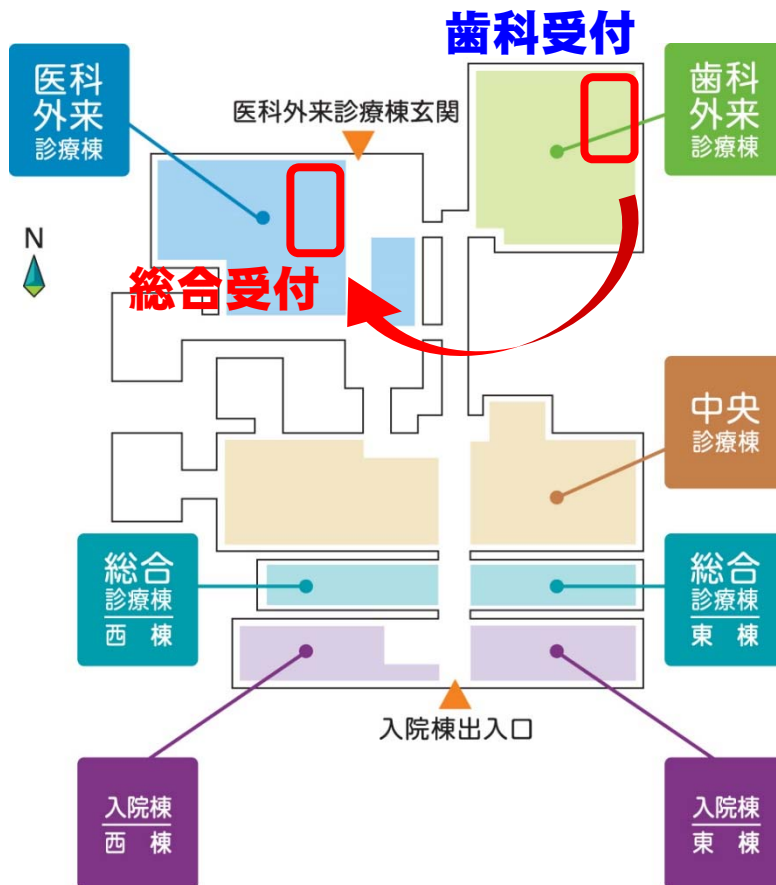 歯科受付
医科
外来
診療棟
医科外来診療棟玄関
歯科
外来
診療棟
N
総合受付
中央
診療棟
総合
診療棟
西 棟
総合
診療棟
東 棟
入院棟出入口
入院棟
西 棟
入院棟
東 棟